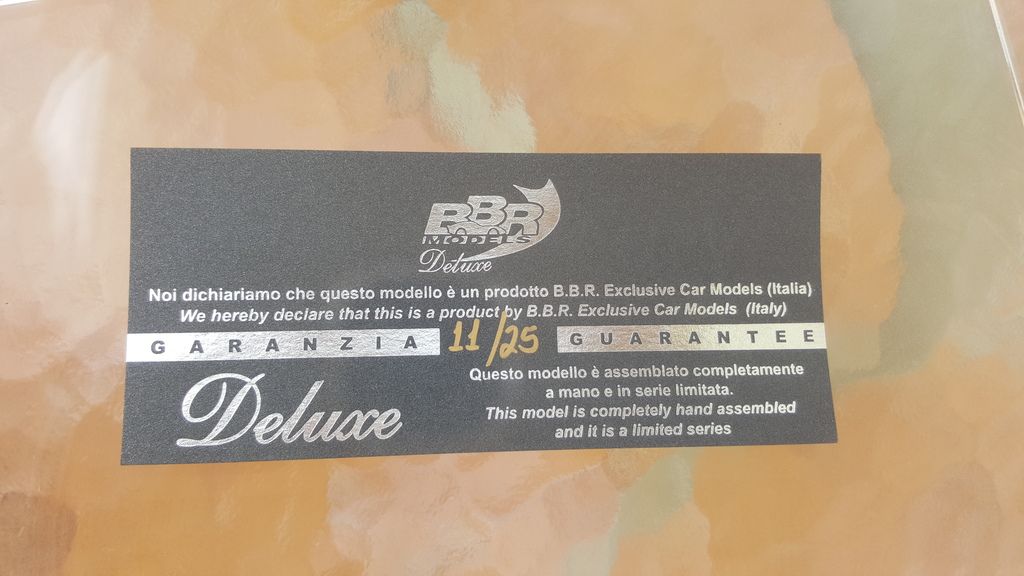 BBR
MODELS
Deluxe
Noi dichiariamo che questo modello è un prodotto B.B.R. Exclusive Car Models (Italia)
We hereby declare that this is a product by B.B.R. Exclusive Car Models (Italy)
GARANZIA 11/25 GUARANTEE
Deluxe
Questo modello è assemblato completamente
a mano e in serie limitata.
This model is completely hand assembled
and it is a limited series